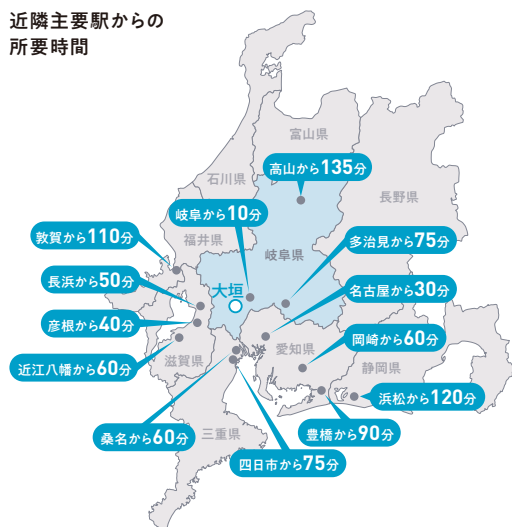 近隣主要駅からの
所要時間
富山県
高山から135分
石川県
長野県
岐阜から10分
敦賀から110分
福井県
岐阜県
多治見から75分
長浜から50分
大垣
名古屋から30分
彦根から40分
岡崎から60分
愛知県
滋賀県
近江八幡から60分
静岡県
浜松から120分
桑名から60分
三重県
豊橋から90分
四日市から75分